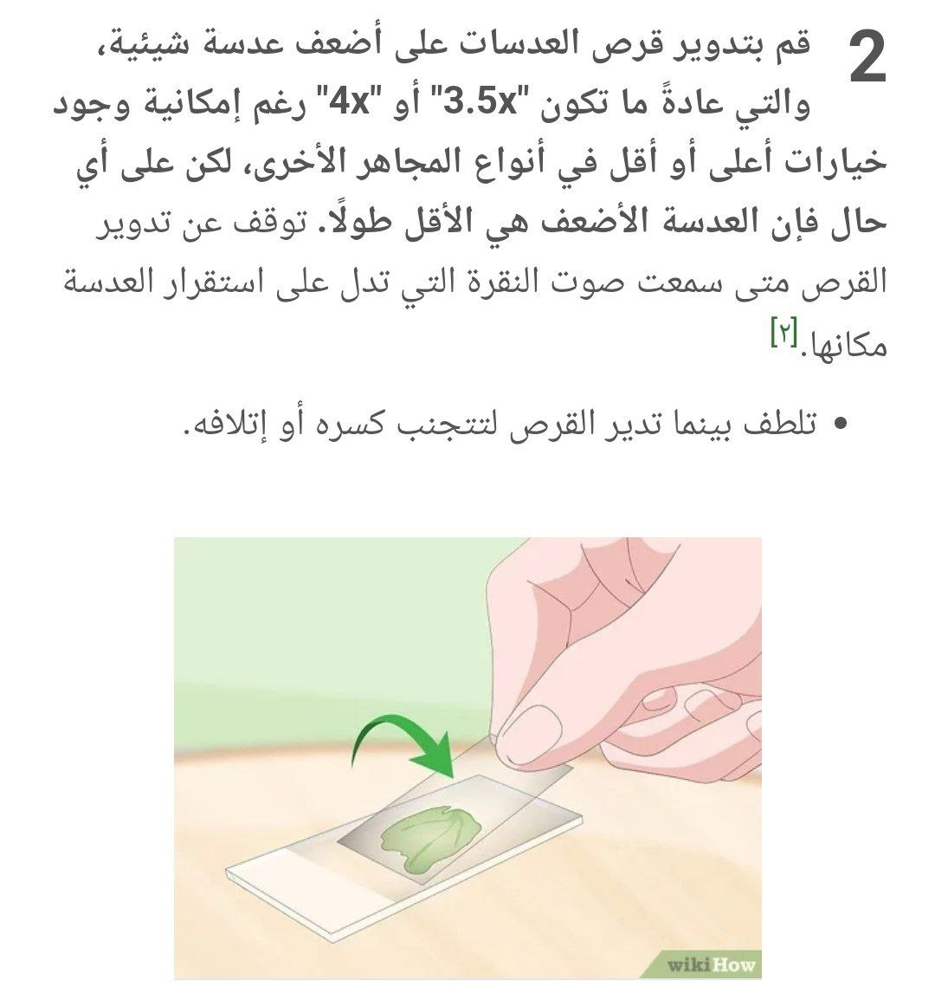 2
قم بتدوير قرص العدسات على أضعف عدسة شيئية،
والتي عادةً ما تكون "3.5x" أو "4x" رغم إمكانية وجود
خيارات أعلى أو أقل في أنواع المجاهر الأخرى، لكن على أي
حال فإن العدسة الأضعف هي الأقل طولًا. توقف عن تدوير
القرص متى سمعت صوت النقرة التي تدل على استقرار العدسة
مكانها.[٢]
• تلطف بينما تدير القرص لتتجنب كسره أو إتلافه.
wikiHow